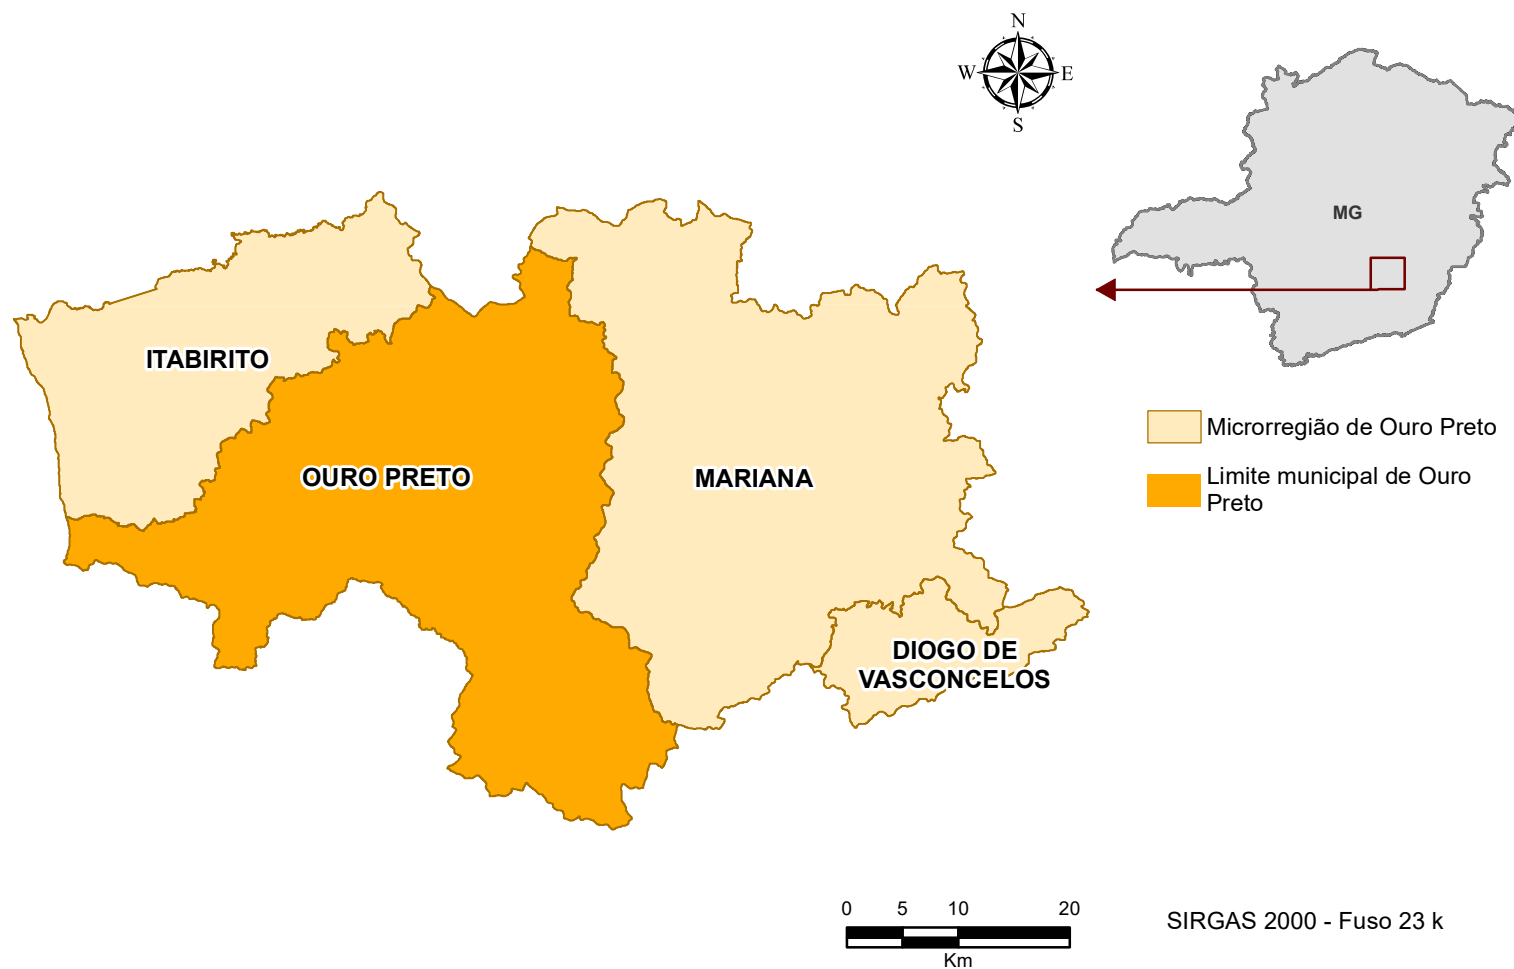 N
W
E
S
MG
ITABIRITO
OURO PRETO
MARIANA
DIOGO DE
VASCONCELOS
Microrregião de Ouro Preto
Limite municipal de Ouro
Preto
0 5 10 20
Km
SIRGAS 2000 - Fuso 23 k